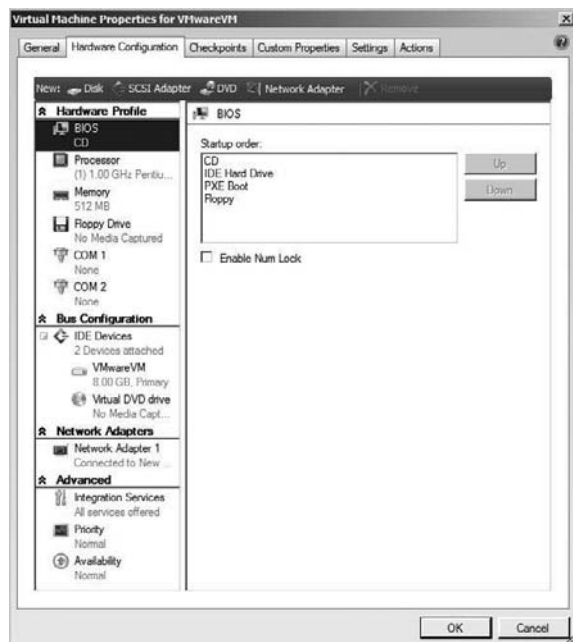 Virtual Machine Properties for VMwareVM
General Hardware Configuration Checkpoints Custom Properties Settings Actions
New: Disk SCSI Adapter DVD Network Adapter Remove
Hardware Profile
BIOS
CD
Processor
(1) 1.00 GHz Pentiu...
Memory
512 MB
Floppy Drive
No Media Captured
COM 1
None
COM 2
None
Bus Configuration
IDE Devices
2 Devices attached
VMwareVM
8.00 GB, Primary
Virtual DVD drive
No Media Capt...
Network Adapters
Network Adapter 1
Connected to New ...
Advanced
Integration Services
All services offered
Priority
Normal
Availability
Normal
BIOS
Startup order:
CD
IDE Hard Drive
PXE Boot
Floppy
Up
Down
Enable Num Lock
OK Cancel